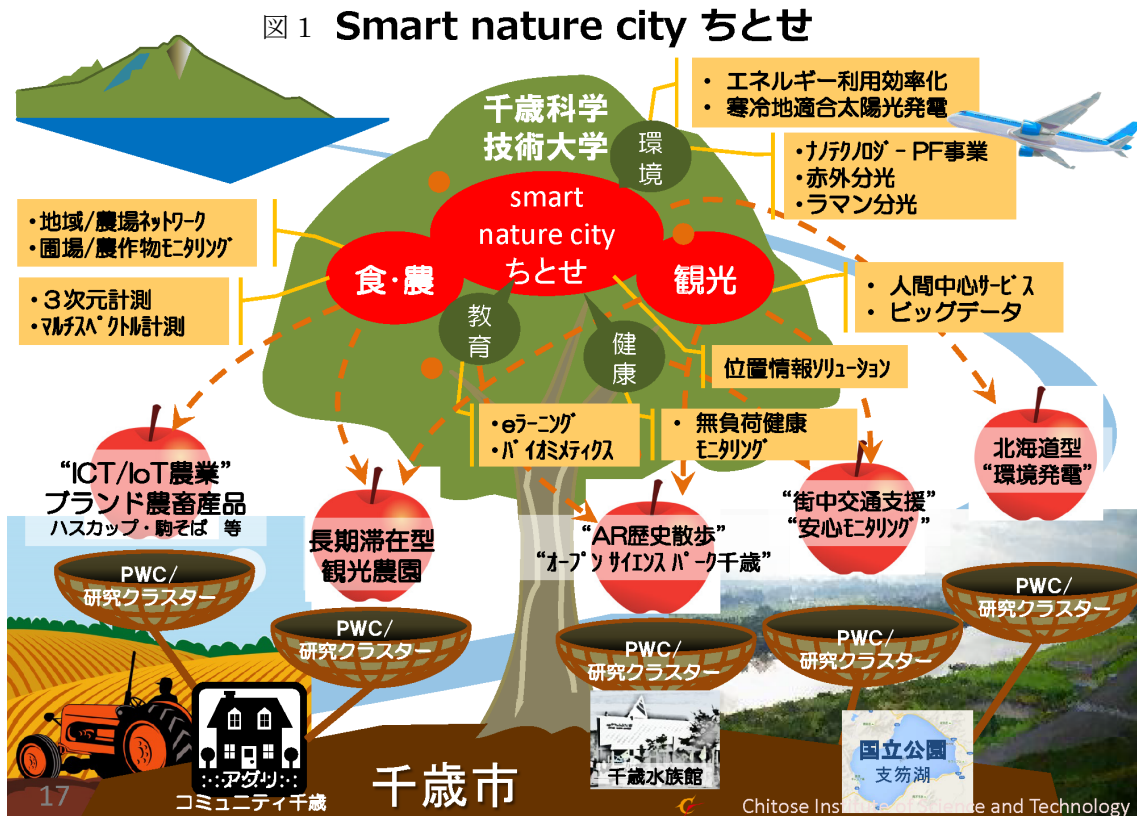 図1 Smart nature city ちとせ
千歳科学
技術大学
環境
・ エネルギー利用効率化
・ 寒冷地適合太陽光発電
・ﾅﾉﾃｸﾉﾛｼﾞｰPF事業
・赤外分光
・ラマン分光
smart
nature city
ちとせ
・地域/農場ネットワーク
・圃場/農作物ﾓﾆﾀﾘﾝｸﾞ
食・農
観光
・３次元計測
・ﾏﾙﾁｽﾍﾟｸﾄﾙ計測
・ 人間中心ｻｰﾋﾞｽ
・ ビッグデータ
教育
健康
位置情報ｿﾘｭｰｼｮﾝ
・eラーニング
・ﾊﾞｲｵﾐﾒﾃｨｸｽ
・ 無負荷健康
ﾓﾆﾀﾘﾝｸﾞ
“ICT/IoT農業”
ブランド農畜産品
ハスカップ・駒そば 等
長期滞在型
観光農園
“AR歴史散歩”
“ｵｰﾌﾟﾝ ｻｲｴﾝｽ ﾊﾟｰｸ千歳”
“街中交通支援”
“安心ﾓﾆﾀﾘﾝｸﾞ”
北海道型
“環境発電”
PWC/
研究クラスター
PWC/
研究クラスター
PWC/
研究クラスター
PWC/
研究クラスター
PWC/
研究クラスター
アグリ
コミュニティ千歳
千歳市
千歳水族館
国立公園
支笏湖
17
Chitose Institute of Science and Technology